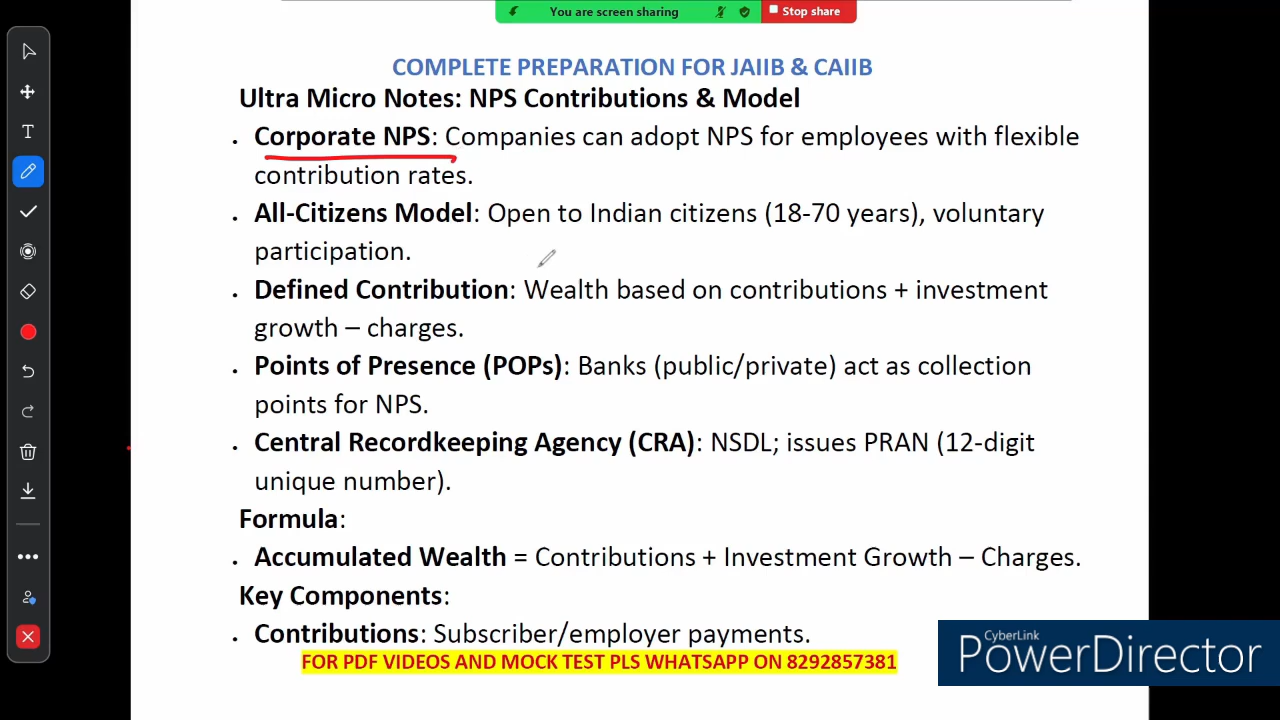 You are screen sharing
Stop share
COMPLETE PREPARATION FOR JAIIB & CAIIB
Ultra Micro Notes: NPS Contributions & Model
• Corporate NPS: Companies can adopt NPS for employees with flexible
contribution rates.
• All-Citizens Model: Open to Indian citizens (18-70 years), voluntary
participation.
• Defined Contribution: Wealth based on contributions + investment
growth – charges.
• Points of Presence (POPs): Banks (public/private) act as collection
points for NPS.
• Central Recordkeeping Agency (CRA): NSDL; issues PRAN (12-digit
unique number).
Formula:
• Accumulated Wealth = Contributions + Investment Growth – Charges.
Key Components:
• Contributions: Subscriber/employer payments.
FOR PDF VIDEOS AND MOCK TEST PLS WHATSAPP ON 8292857381
CyberLink
PowerDirector
T